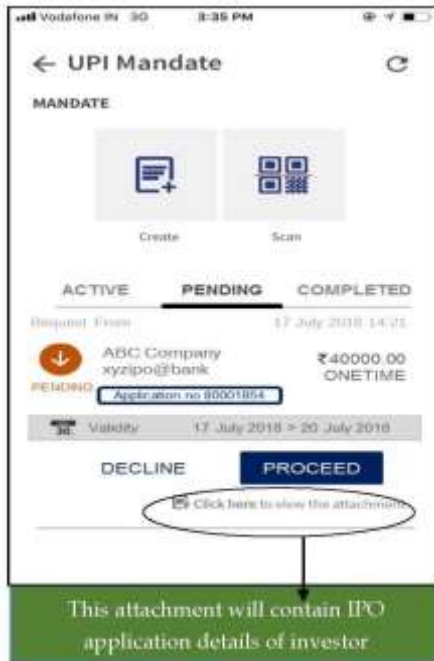 Vodafone IN 3G 3:35 PM
← UPI Mandate
MANDATE
Create Scan
ACTIVE PENDING COMPLETED
Request From 17 July 2018 14:21
ABC Company ₹40000.00
xyzipo@bank ONETIME
PENDING
Application no 80001854
30 Validity 17 July 2018 > 20 July 2018
DECLINE PROCEED
Click here to view the attachment
This attachment will contain IPO
application details of investor